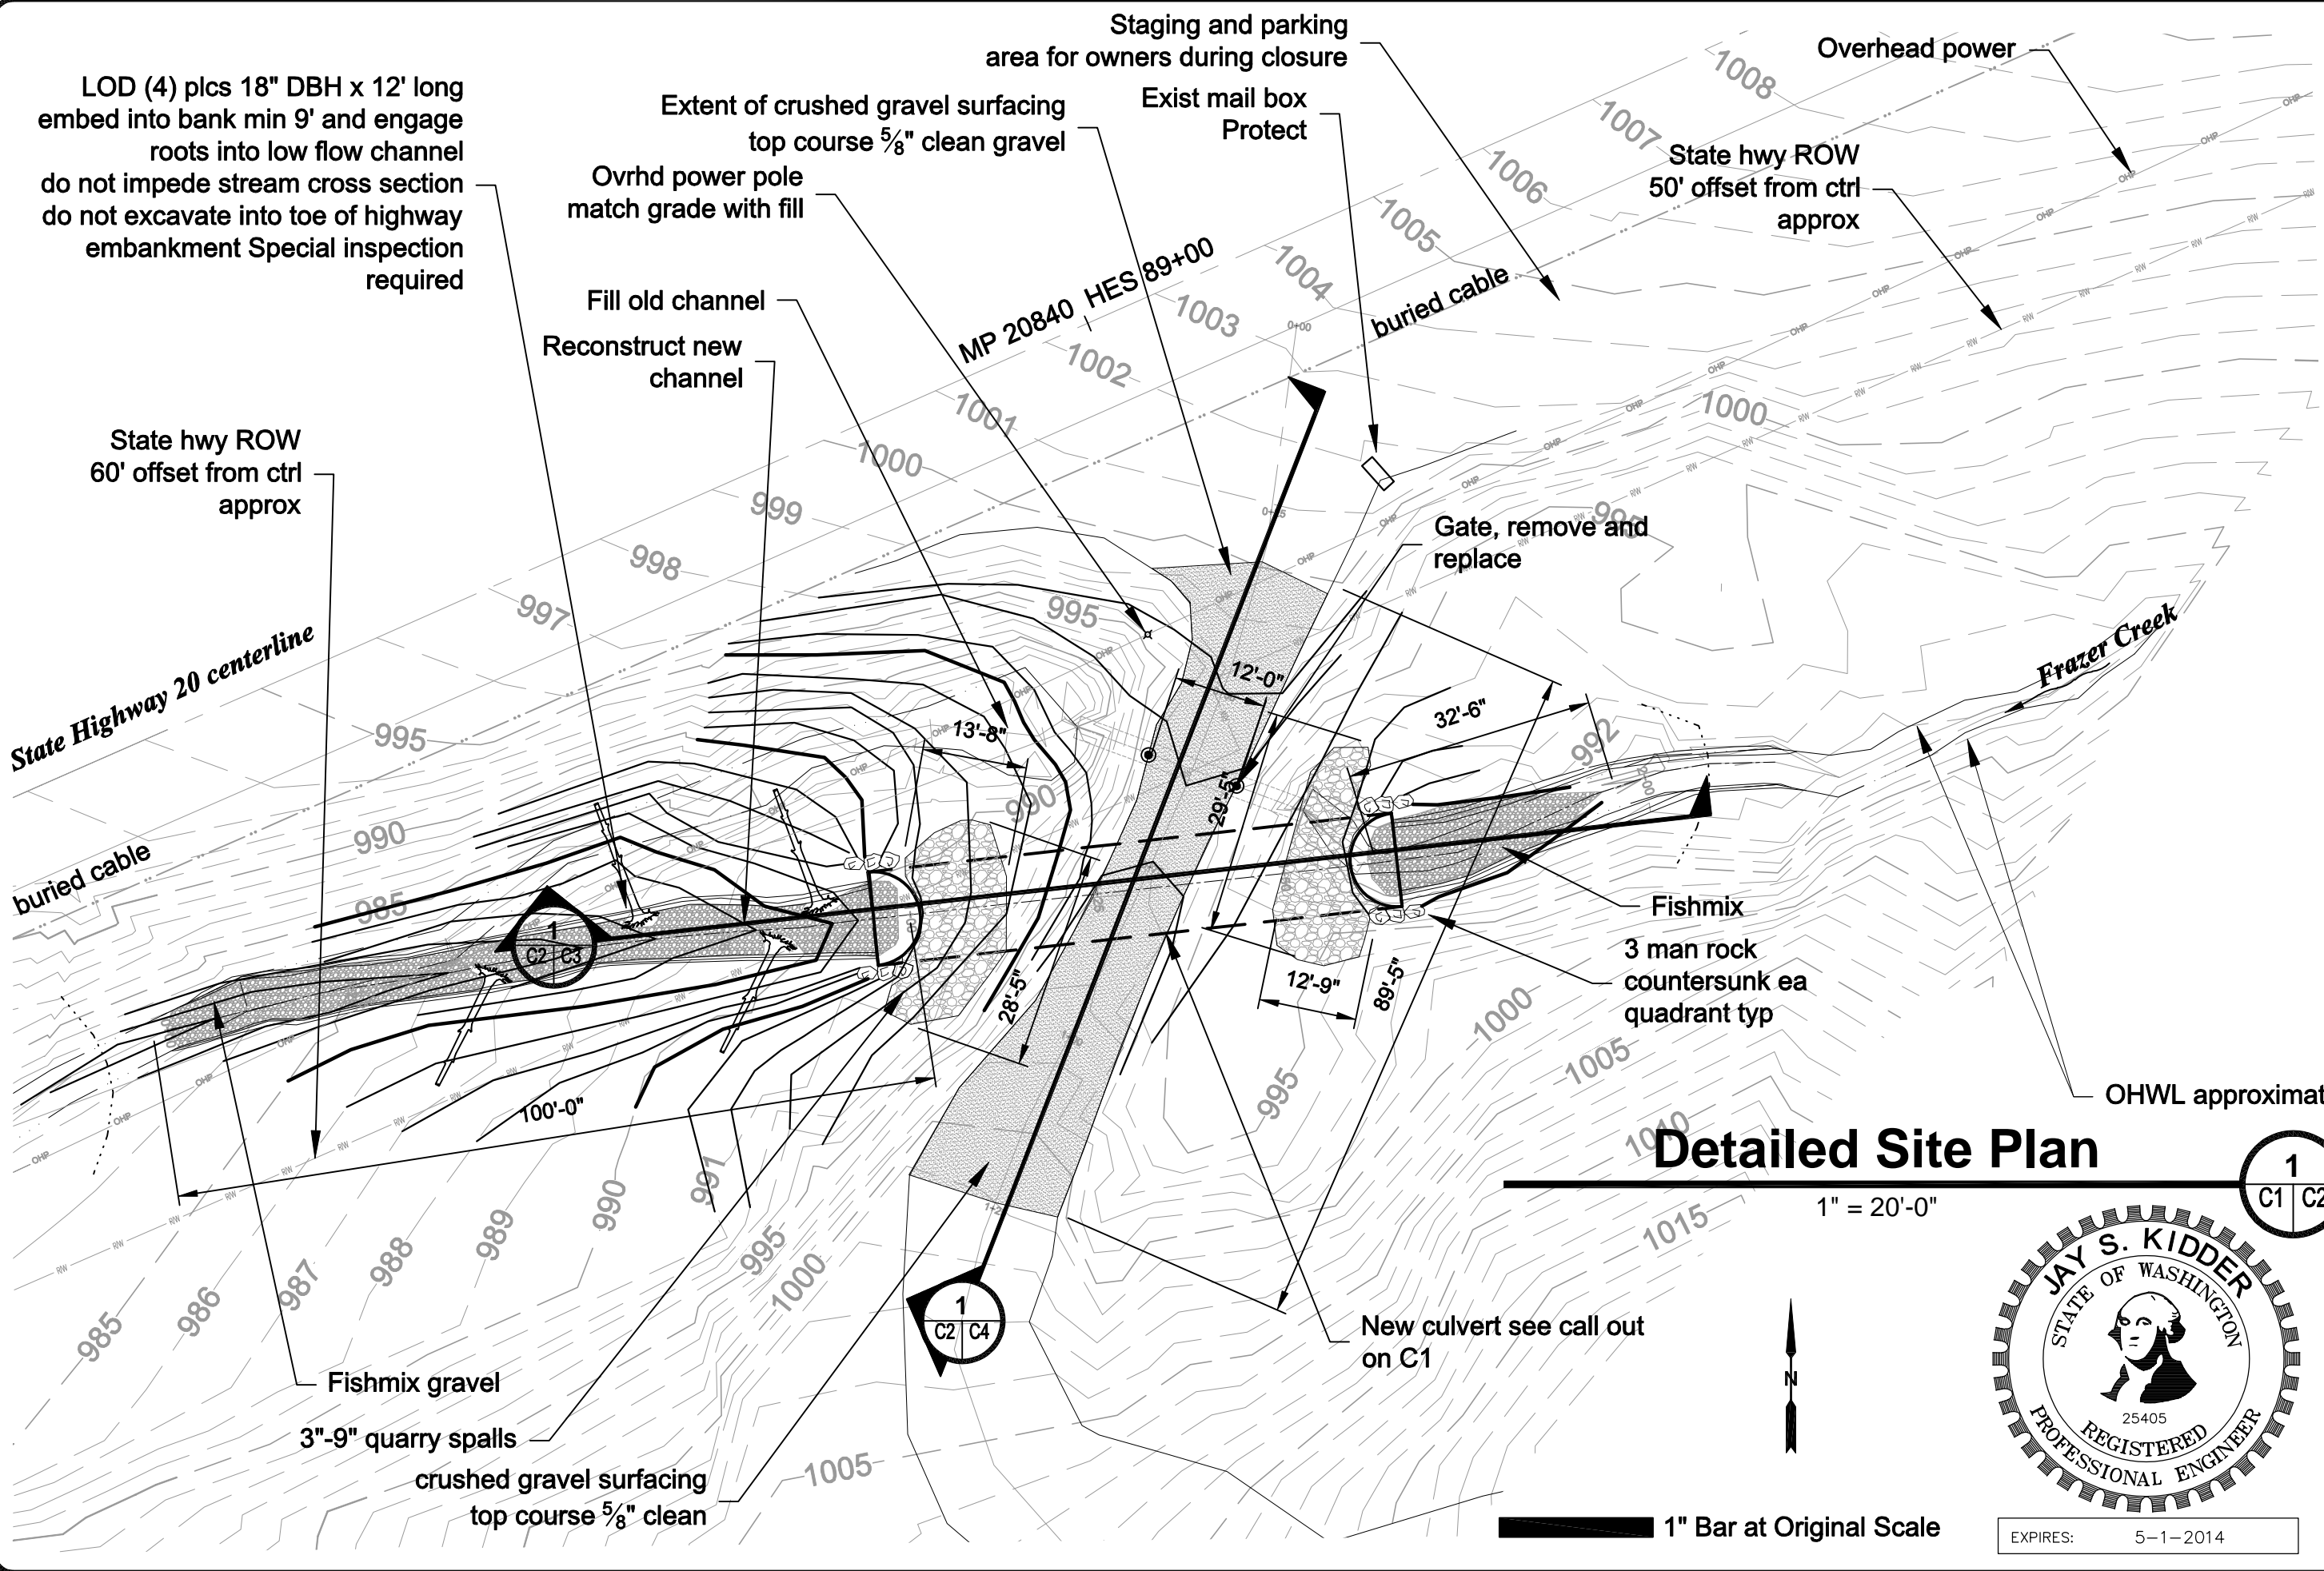 Staging and parking
area for owners during closure
Overhead power
LOD (4) plcs 18" DBH x 12' long
embed into bank min 9' and engage
roots into low flow channel
do not impede stream cross section
do not excavate into toe of highway
embankment Special inspection
required
Extent of crushed gravel surfacing
top course 5/8" clean gravel
Exist mail box
Protect
Ovrhd power pole
match grade with fill
State hwy ROW
50' offset from ctrl
approx
Fill old channel
Reconstruct new
channel
MP 20840 HES 89+00
buried cable
State hwy ROW
60' offset from ctrl
approx
1008
1007
1006
1005
1004
1003
1002
1001
1000
999
998
997
995
990
985
0+00
1000
995
Gate, remove and
replace
State Highway 20 centerline
buried cable
Frazer Creek
995
990
992
12'-0"
13'-8"
32'-6"
29'-5"
28'-5"
12'-9"
89'-5"
100'-0"
1
C2 C3
Fishmix
3 man rock
countersunk ea
quadrant typ
OHWL approximat
1000
1005
1010
1015
995
Detailed Site Plan
1" = 20'-0"
1
C1 C2
985
986
987
988
989
990
991
995
1000
1005
1
C2 C4
New culvert see call out
on C1
Fishmix gravel
3"-9" quarry spalls
crushed gravel surfacing
top course 5/8" clean
N
JAY S. KIDDER
STATE OF WASHINGTON
25405
REGISTERED
PROFESSIONAL ENGINEER
1" Bar at Original Scale
EXPIRES: 5-1-2014
OHP
R/W